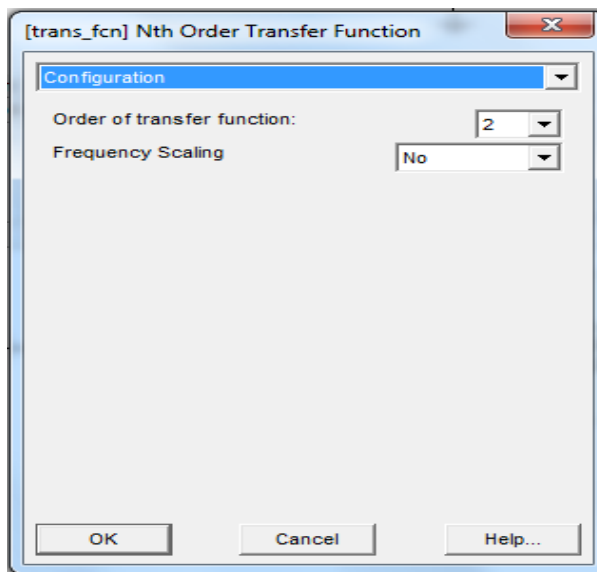 [trans_fcn] Nth Order Transfer Function
Configuration
Order of transfer function: 2
Frequency Scaling No
OK Cancel Help...